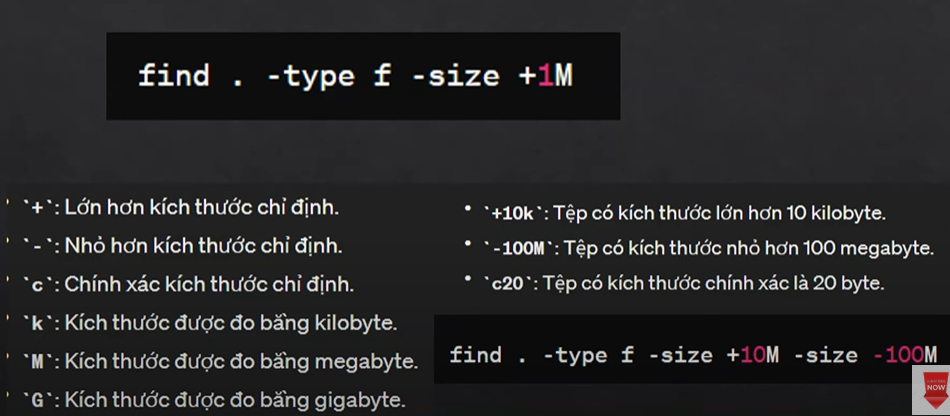 find . -type f -size +1M
`+`: Lớn hơn kích thước chỉ định.
`-`: Nhỏ hơn kích thước chỉ định.
`c`: Chính xác kích thước chỉ định.
`k`: Kích thước được đo bằng kilobyte.
`M`: Kích thước được đo bằng megabyte.
`G`: Kích thước được đo bằng gigabyte.
• `+10k`: Tệp có kích thước lớn hơn 10 kilobyte.
• `-100M`: Tệp có kích thước nhỏ hơn 100 megabyte.
• `c20`: Tệp có kích thước chính xác là 20 byte.
find . -type f -size +10M -size -100M
NOW